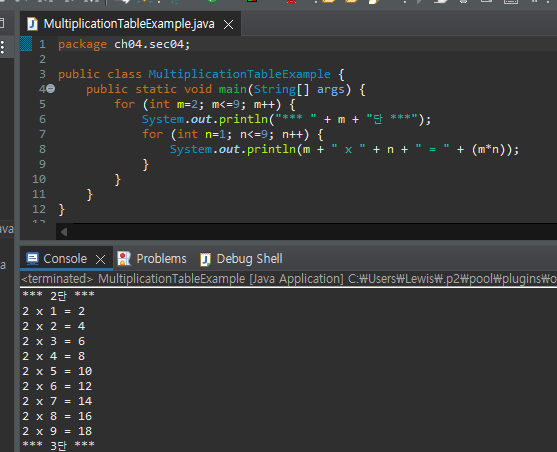 MultiplicationTableExample.java
1 package ch04.sec04;
2
3 public class MultiplicationTableExample {
4 public static void main(String[] args) {
5 for (int m=2; m<=9; m++) {
6 System.out.println("*** " + m + "단 ***");
7 for (int n=1; n<=9; n++) {
8 System.out.println(m + " x " + n + " = " + (m*n));
9 }
10 }
11 }
12 }
Console Problems Debug Shell
<terminated> MultiplicationTableExample [Java Application] C:₩Users₩Lewis₩.p2₩pool₩plugins₩o
*** 2단 ***
2 x 1 = 2
2 x 2 = 4
2 x 3 = 6
2 x 4 = 8
2 x 5 = 10
2 x 6 = 12
2 x 7 = 14
2 x 8 = 16
2 x 9 = 18
*** 3단 ***